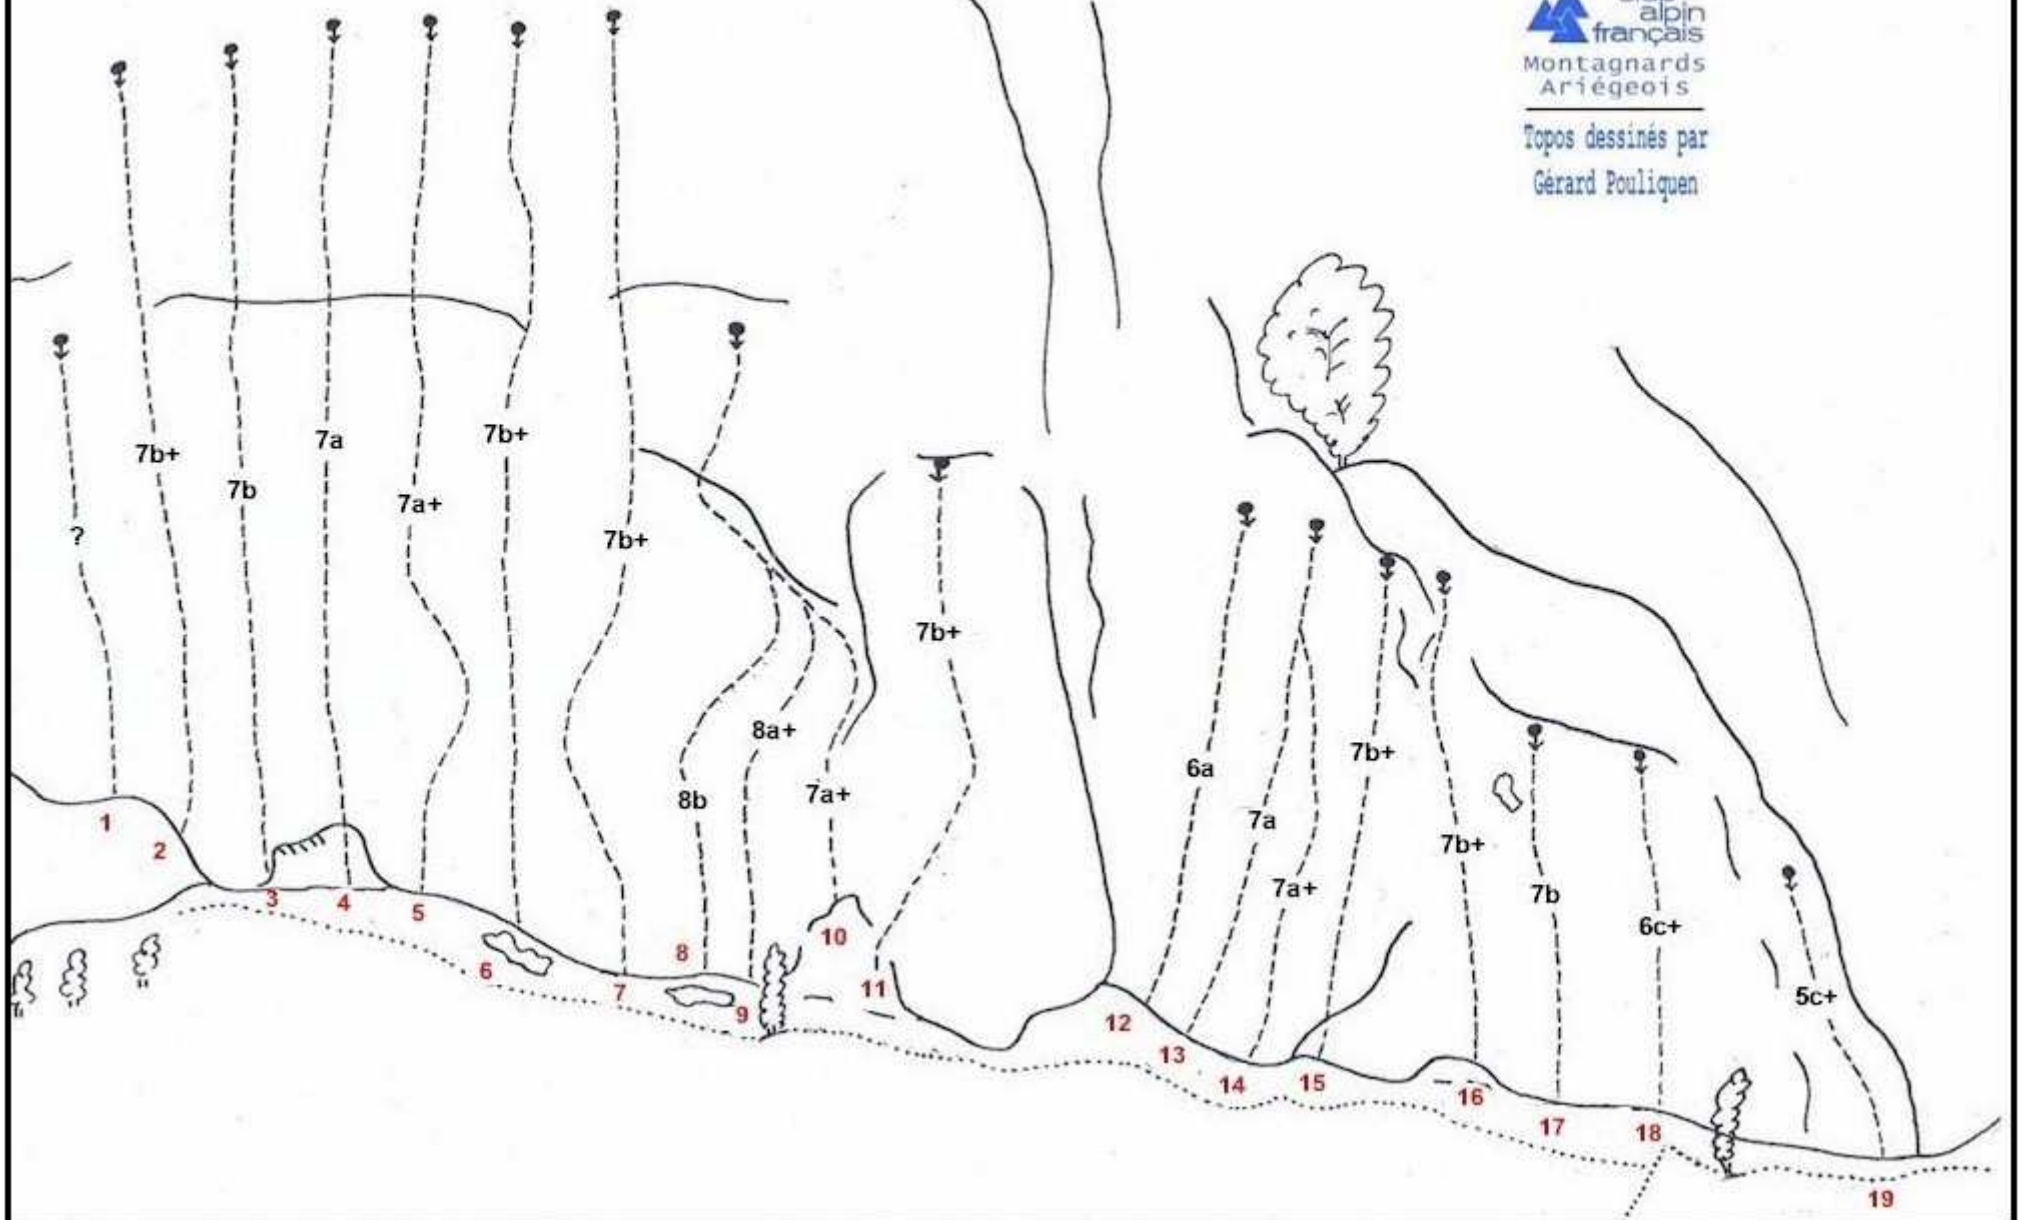 alpin
français
Montagnards
Ariégeois
Topos dessinés par
Gérard Pouliquen
?
7b+
7b
7a
7a+
7b+
7b+
8b
8a+
7a+
7b+
6a
7a
7a+
7b+
7b+
7b
6c+
5c+
1
2
3
4
5
6
7
8
9
10
11
12
13
14
15
16
17
18
19